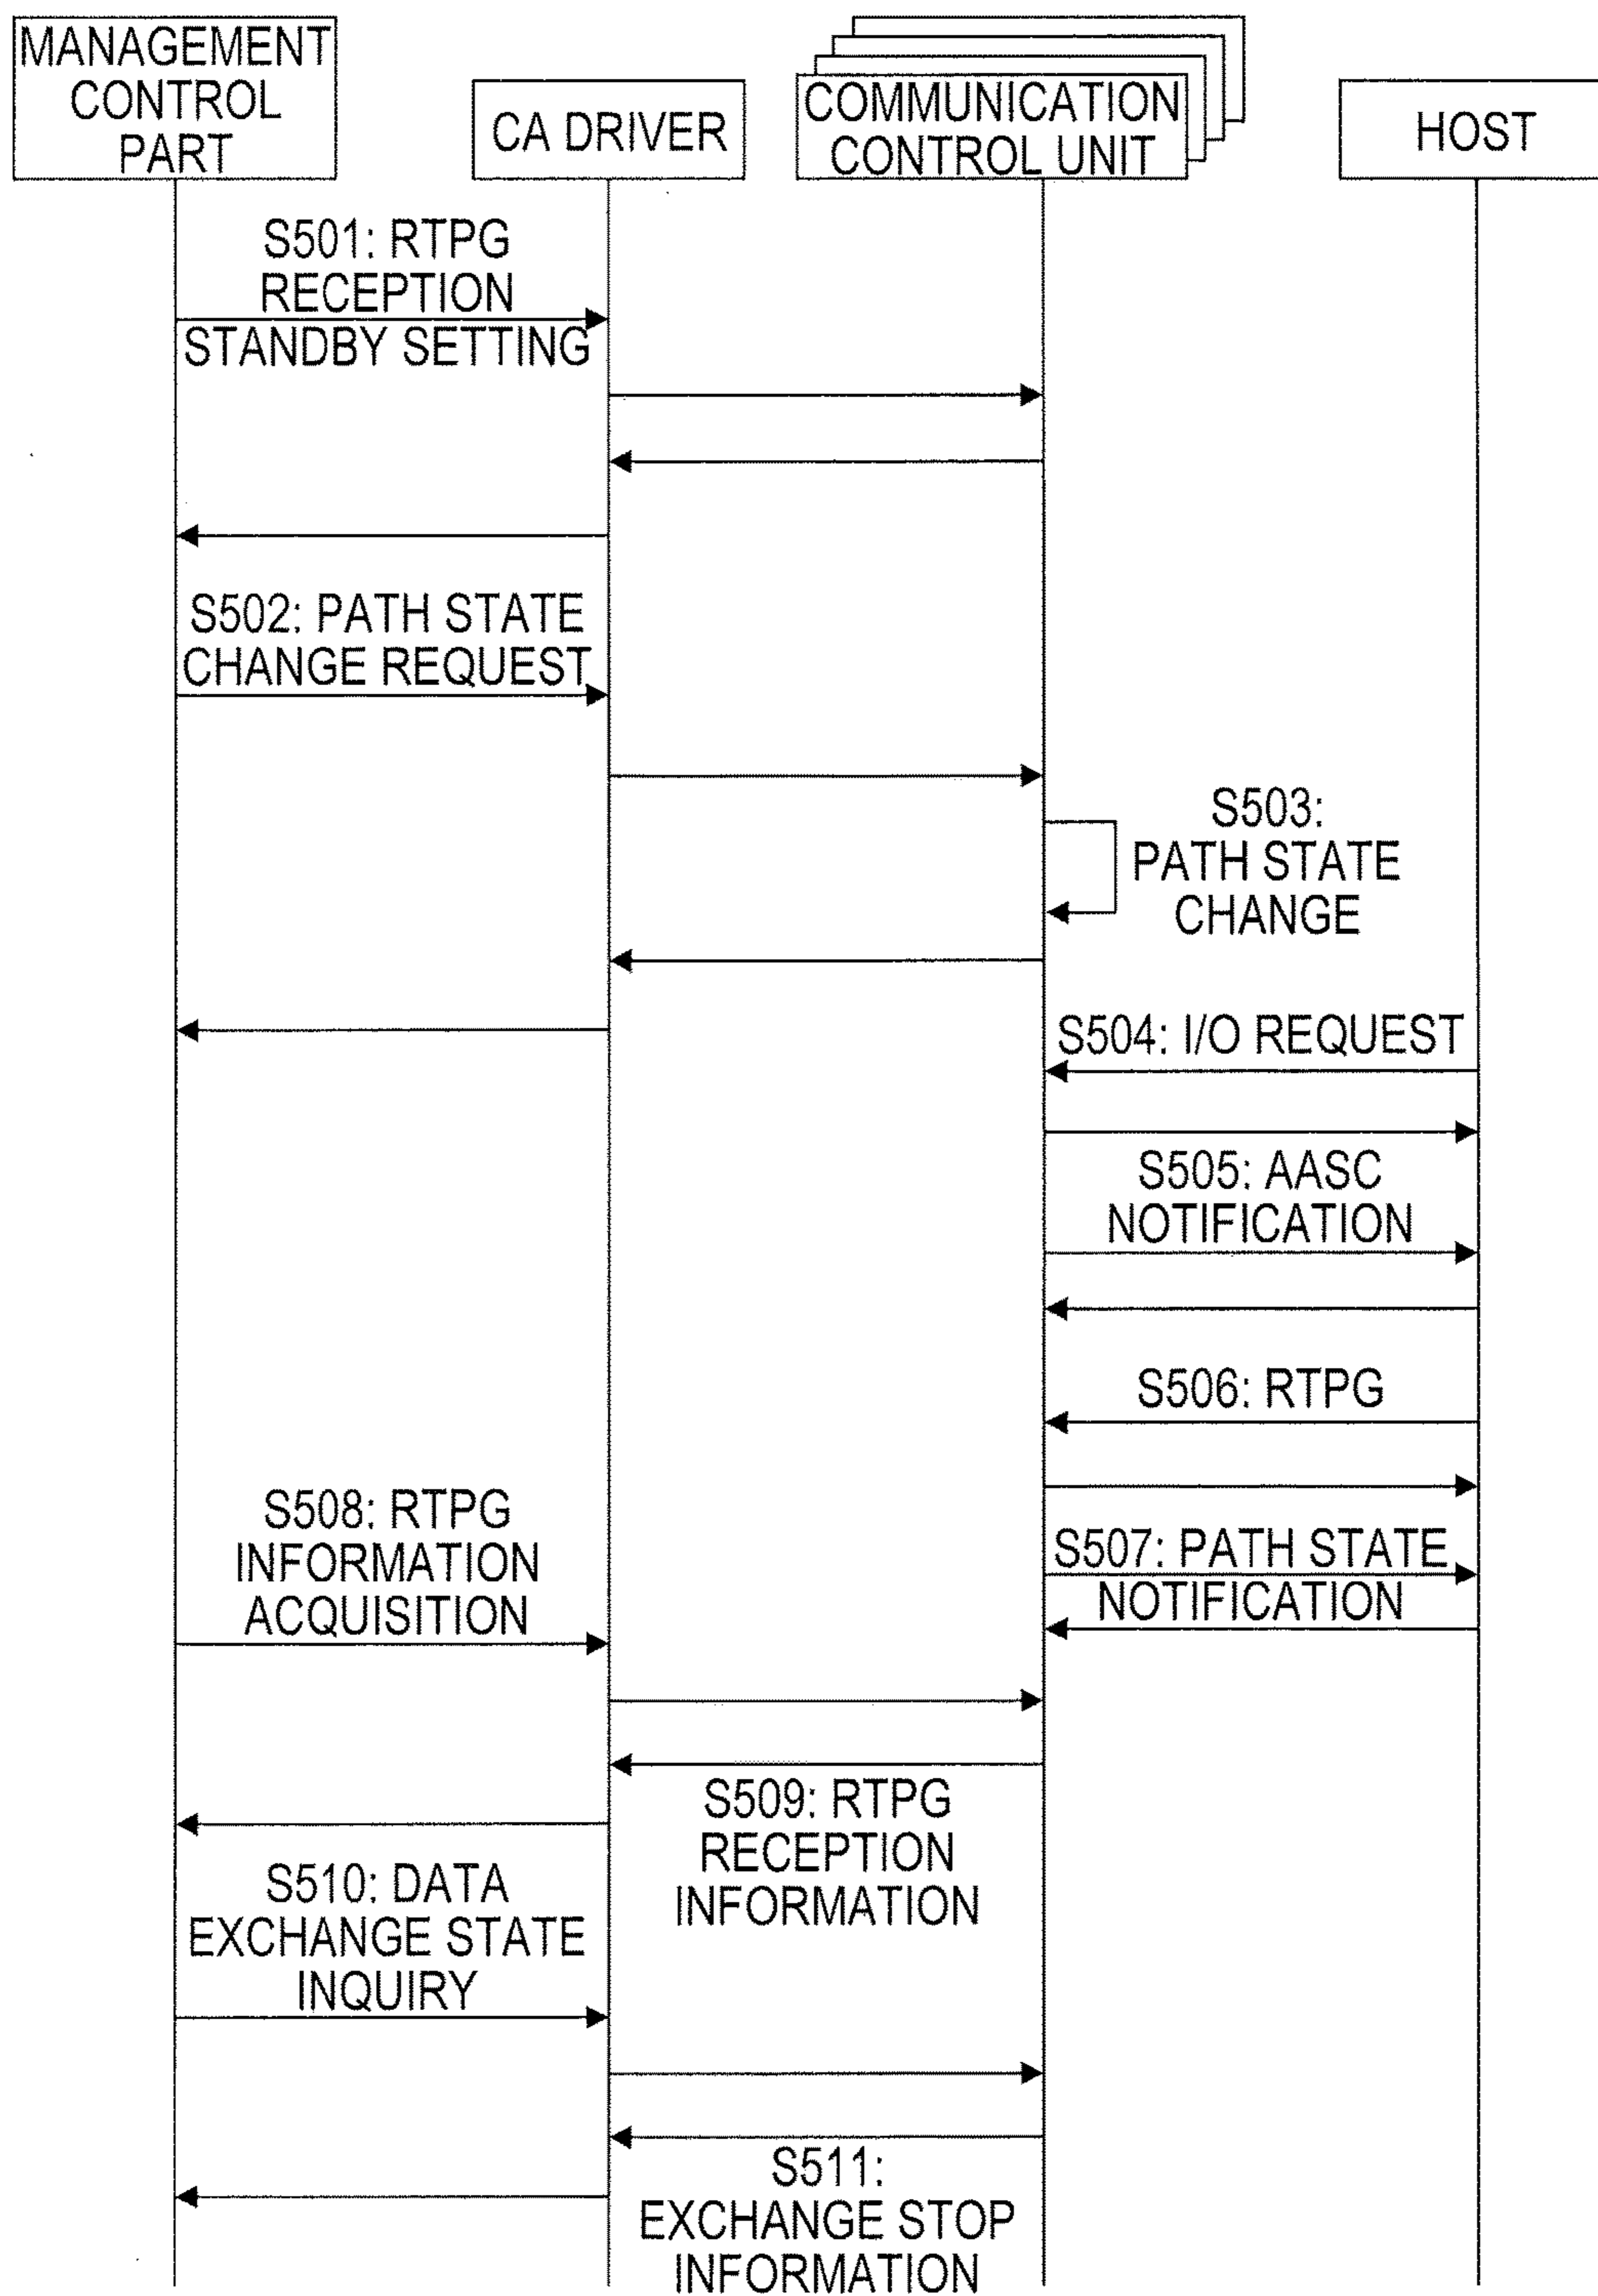 MANAGEMENT
CONTROL
PART
CA DRIVER
COMMUNICATION
CONTROL UNIT
HOST
S501: RTPG
RECEPTION
STANDBY SETTING
S502: PATH STATE
CHANGE REQUEST
S503:
PATH STATE
CHANGE
S504: I/O REQUEST
S505: AASC
NOTIFICATION
S506: RTPG
S508: RTPG
INFORMATION
ACQUISITION
S507: PATH STATE
NOTIFICATION
S509: RTPG
RECEPTION
INFORMATION
S510: DATA
EXCHANGE STATE
INQUIRY
S511:
EXCHANGE STOP
INFORMATION